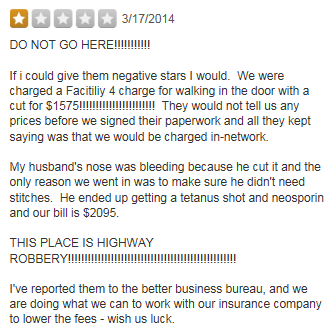 3/17/2014
DO NOT GO HERE!!!!!!!!!!!
If i could give them negative stars I would.  We were
charged a Facitiliy 4 charge for walking in the door with a
cut for $1575!!!!!!!!!!!!!!!!!!!!!!!  They would not tell us any
prices before we signed their paperwork and all they kept
saying was that we would be charged in-network.
My husband's nose was bleeding because he cut it and the
only reason we went in was to make sure he didn't need
stitches.  He ended up getting a tetanus shot and neosporin
and our bill is $2095.
THIS PLACE IS HIGHWAY
ROBBERY!!!!!!!!!!!!!!!!!!!!!!!!!!!!!!!!!!!!!!!!!!!!!!!!!!!
I've reported them to the better business bureau, and we
are doing what we can to work with our insurance company
to lower the fees - wish us luck.